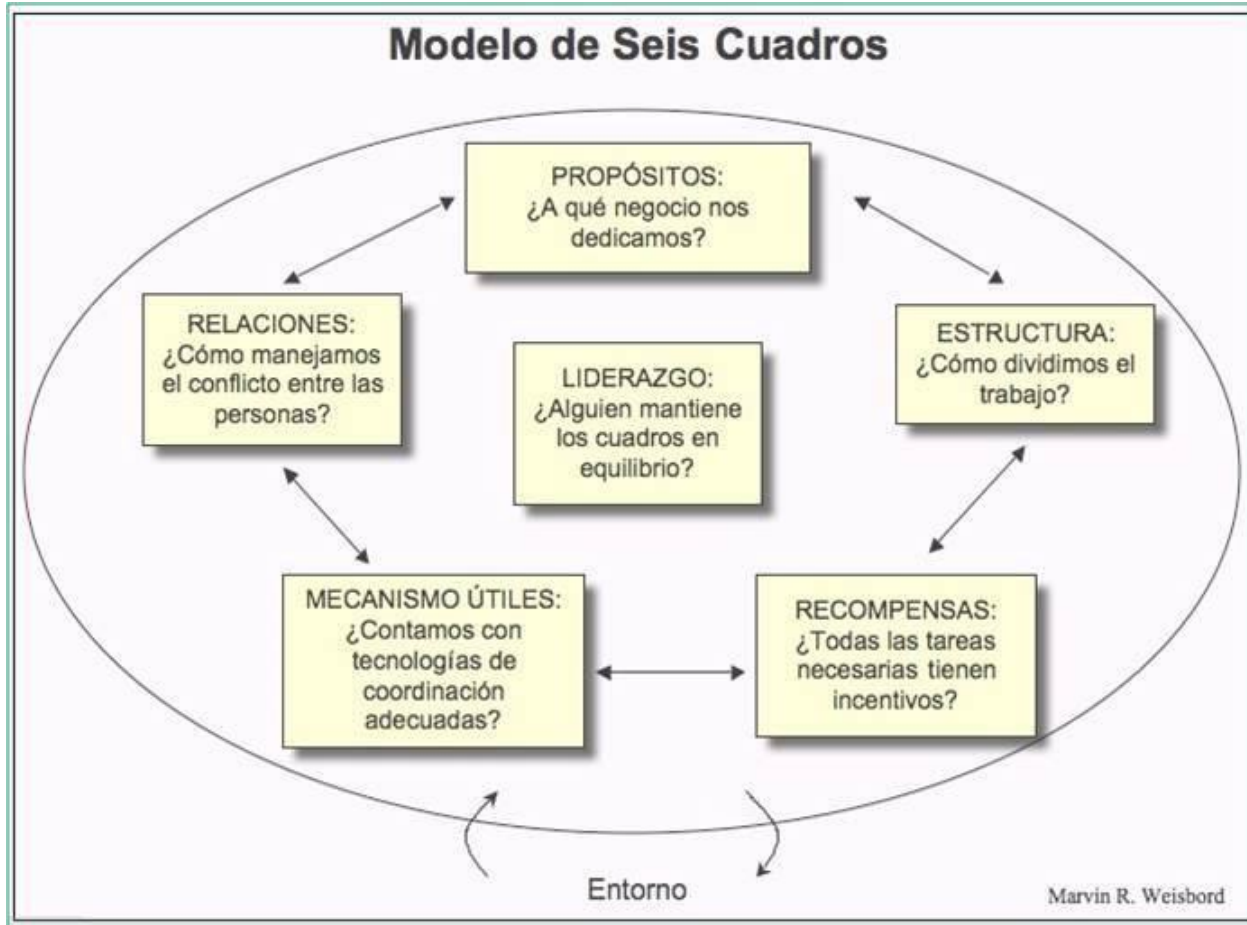 Modelo de Seis Cuadros
PROPÓSITOS:
¿A qué negocio nos
dedicamos?
RELACIONES:
¿Cómo manejamos
el conflicto entre las
personas?
LIDERAZGO:
¿Alguien mantiene
los cuadros en
equilibrio?
ESTRUCTURA:
¿Cómo dividimos el
trabajo?
MECANISMO ÚTILES:
¿Contamos con
tecnologías de
coordinación
adecuadas?
RECOMPENSAS:
¿Todas las tareas
necesarias tienen
incentivos?
Entorno
Marvin R. Weisbord